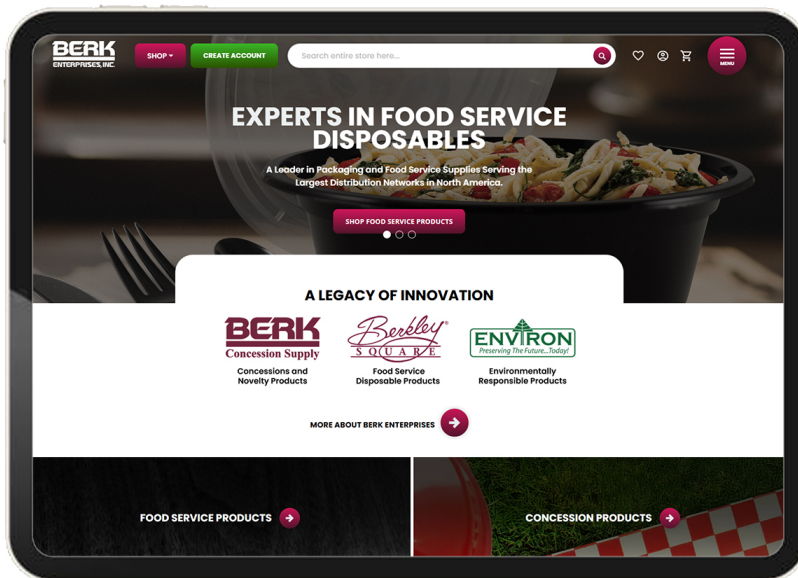 BERK
ENTERPRISES, INC.
SHOP
CREATE ACCOUNT
Search entire store here...
MENU
EXPERTS IN FOOD SERVICE
DISPOSABLES
A Leader in Packaging and Food Service Supplies Serving the
Largest Distribution Networks in North America.
SHOP FOOD SERVICE PRODUCTS
A LEGACY OF INNOVATION
BERK
Concession Supply
Concessions and
Novelty Products
Berkley®
SQUARE
Food Service
Disposable Products
ENVIRON
Preserving The Future...Today!
Environmentally
Responsible Products
MORE ABOUT BERK ENTERPRISES
FOOD SERVICE PRODUCTS
CONCESSION PRODUCTS